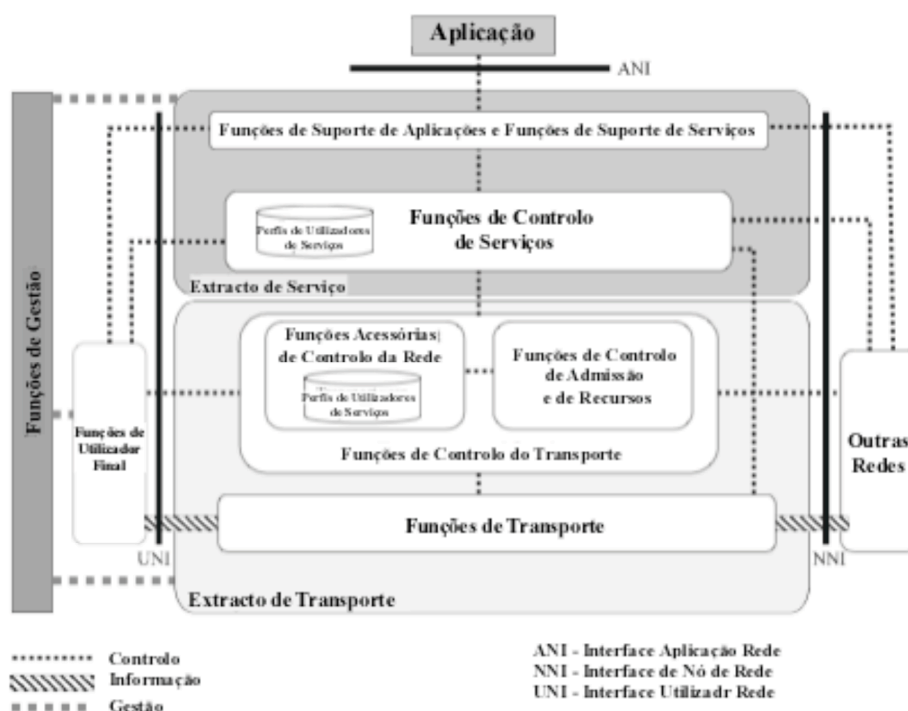 Aplicação
ANI
Funções de Suporte de Aplicações e Funções de Suporte de Serviços
Funções de Controlo
de Serviços
Perfis de Utilizadores
de Serviços
Extracto de Serviço
Funções de Gestão
Funções Acessórias
de Controlo da Rede
Perfis de Utilizadores
de Serviços
Funções de Controlo
de Admissão
e de Recursos
Funções de Controlo do Transporte
Funções de
Utilizador
Final
Outras
Redes
Funções de Transporte
UNI
NNI
Extracto de Transporte
Controlo
Informação
Gestão
ANI - Interface Aplicação Rede
NNI - Interface de Nó de Rede
UNI - Interface Utilizadr Rede